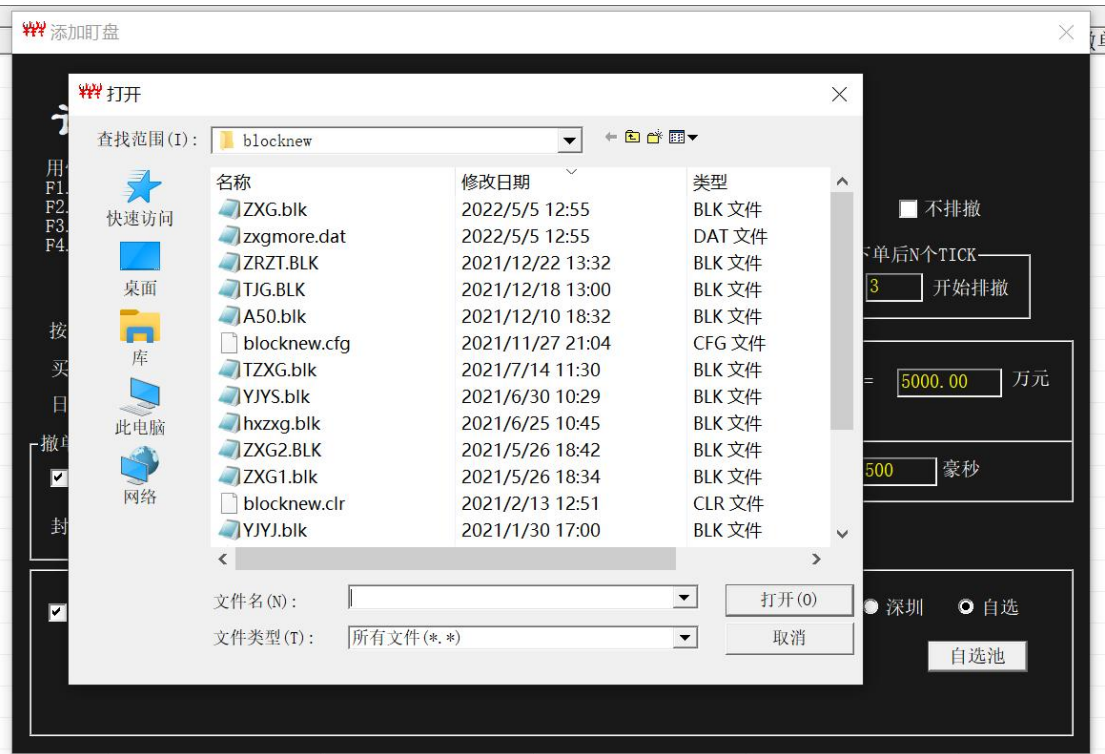 添加盯盘
打开
查找范围(I):
blocknew
名称 修改日期 类型
ZXG.blk 2022/5/5 12:55 BLK 文件
zxgmore.dat 2022/5/5 12:55 DAT 文件
ZRZT.BLK 2021/12/22 13:32 BLK 文件
TJG.BLK 2021/12/18 13:00 BLK 文件
A50.blk 2021/12/10 18:32 BLK 文件
blocknew.cfg 2021/11/27 21:04 CFG 文件
TZXG.blk 2021/7/14 11:30 BLK 文件
YJYS.blk 2021/6/30 10:29 BLK 文件
hxzxg.blk 2021/6/25 10:45 BLK 文件
ZXG2.BLK 2021/5/26 18:42 BLK 文件
ZXG1.blk 2021/5/26 18:34 BLK 文件
blocknew.clr 2021/2/13 12:51 CLR 文件
YJYJ.blk 2021/1/30 17:00 BLK 文件
快速访问
桌面
库
此电脑
网络
文件名(N):
打开(O)
文件类型(T):
所有文件(*.*)
取消
用
F1.
F2.
F3.
F4.
按
买
日
撤单
封
不排撤
下单后N个TICK
3 开始排撤
= 5000.00 万元
500 豪秒
深圳 自选
自选池